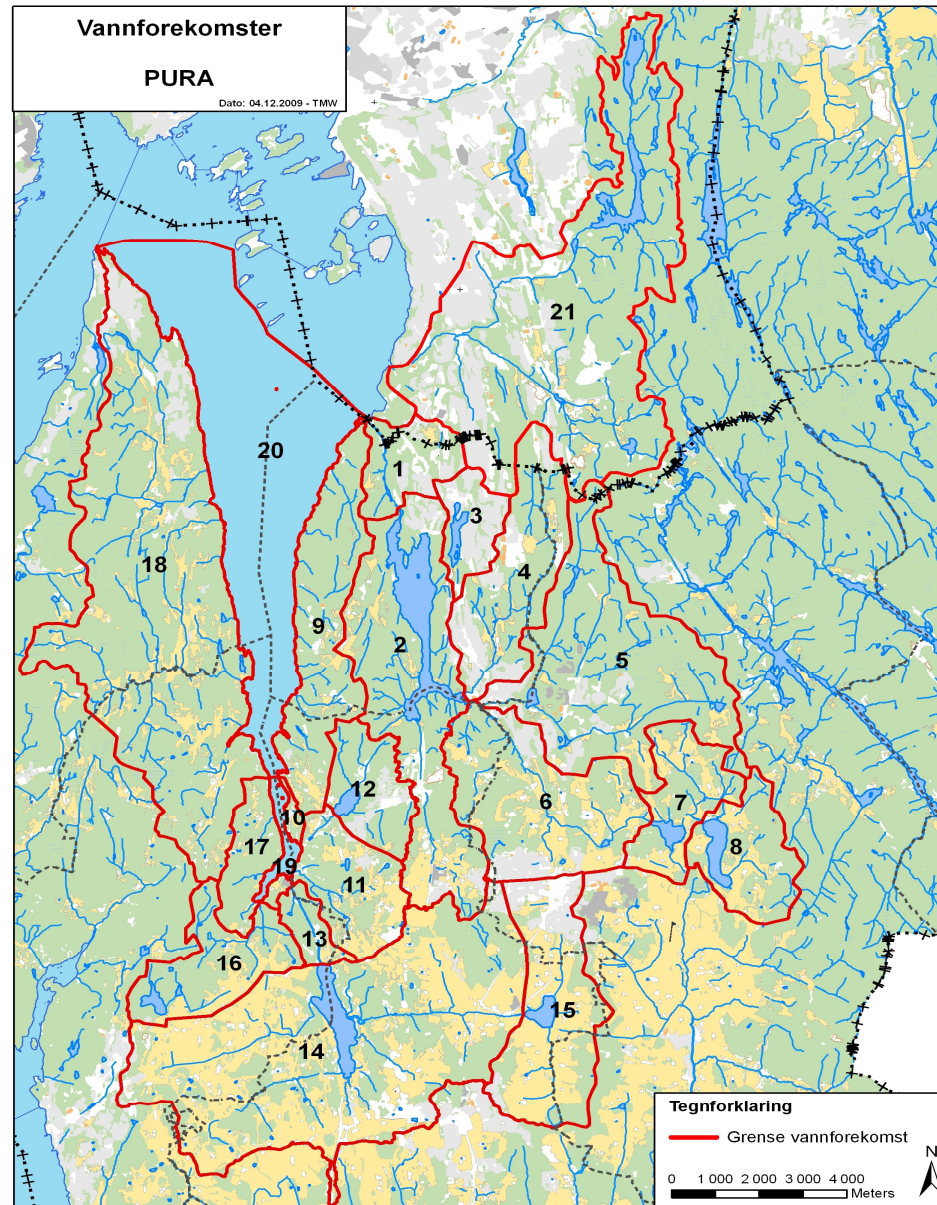 Vannforekomster
PURA
Dato: 04.12.2009 - TMW
21
1
3
20
4
18
9
2
5
12
6
7
10
8
17
19
11
13
16
15
14
Tegnforklaring
Grense vannforekomst
N
0 1 000 2 000 3 000 4 000
Meters